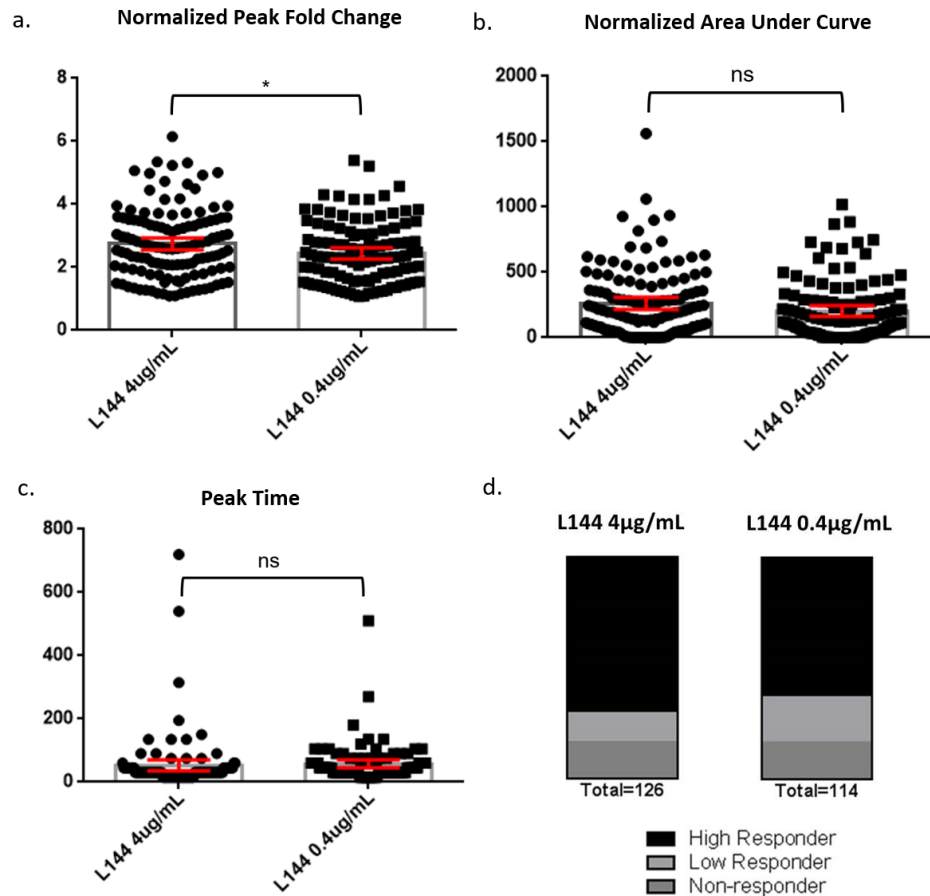 a.
Normalized Peak Fold Change
8
6
4
2
0
*
L144 4ug/mL
L144 0.4ug/mL
b.
Normalized Area Under Curve
2000
1500
1000
500
0
ns
L144 4ug/mL
L144 0.4ug/mL
c.
Peak Time
800
600
400
200
0
ns
L144 4ug/mL
L144 0.4ug/mL
d.
L144 4µg/mL
L144 0.4µg/mL
Total=126
Total=114
High Responder
Low Responder
Non-responder